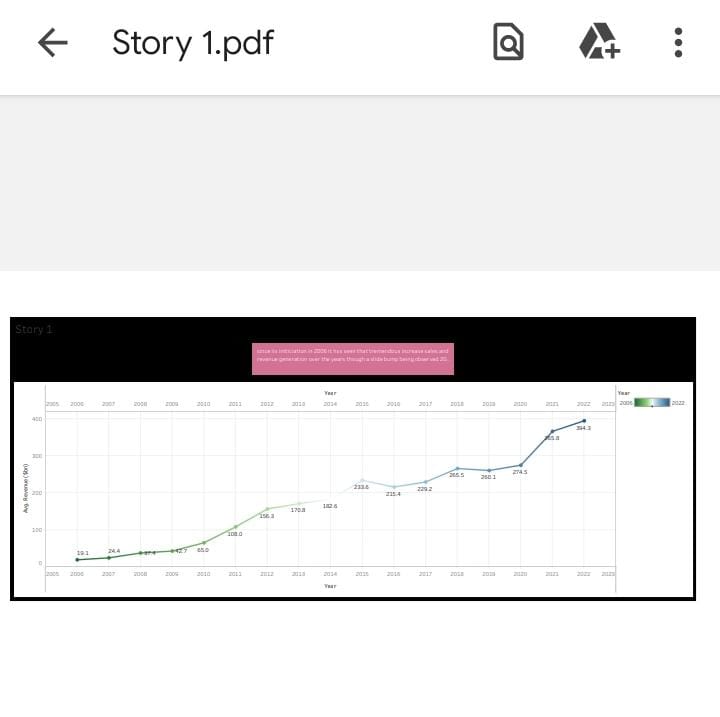 Story 1.pdf
Story 1
since its initication in 2006 it has seen that tremendous increase sales and
revenue generation over the years though a slide bump being observed 20..
Year
2005 2006 2007 2008 2009 2010 2011 2012 2013 2014 2015 2016 2017 2018 2019 2020 2021 2022 2023
Year
2006 2022
Avg. Revenue ($bn)
400
300
200
100
0
19.1 24.4 37.4 42.7 65.0 108.0 156.3 170.8 182.6 233.6 215.4 229.2 265.5 260.1 274.5 365.8 394.3
2005 2006 2007 2008 2009 2010 2011 2012 2013 2014 2015 2016 2017 2018 2019 2020 2021 2022 2023
Year